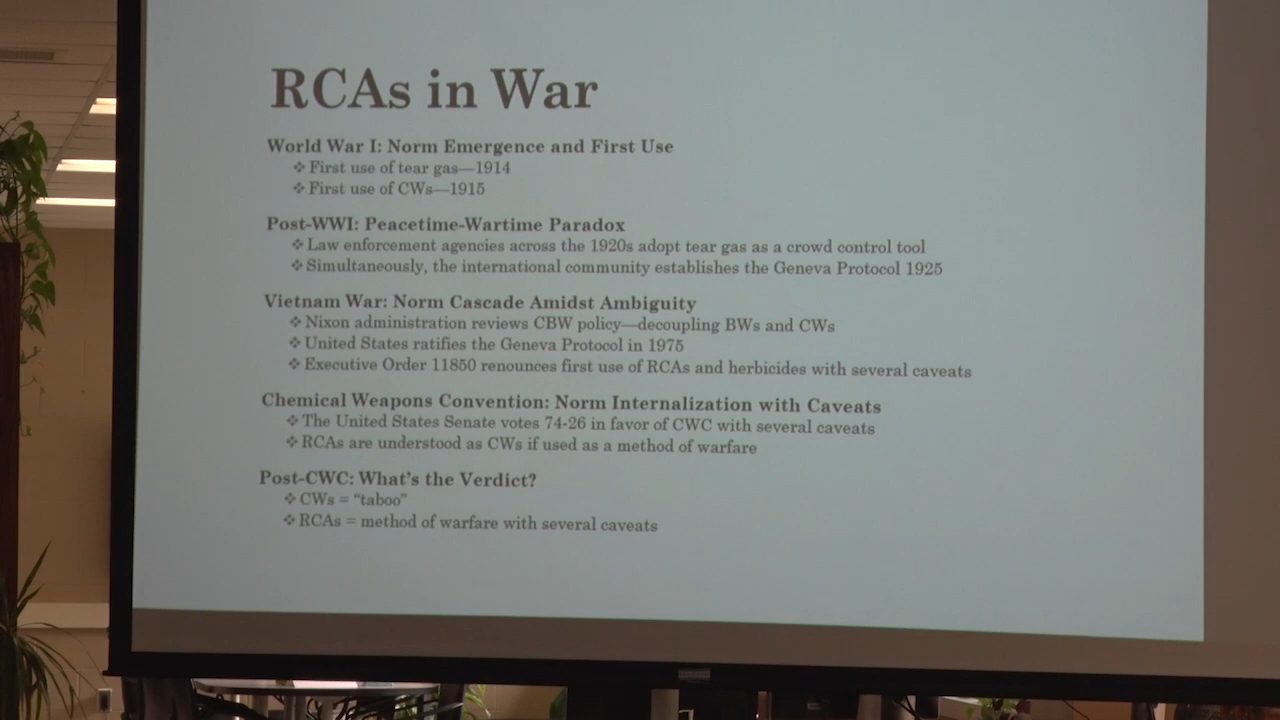 RCAs in War
World War I: Norm Emergence and First Use
❖ First use of tear gas—1914
❖ First use of CWs—1915
Post-WWI: Peacetime-Wartime Paradox
❖ Law enforcement agencies across the 1920s adopt tear gas as a crowd control tool
❖ Simultaneously, the international community establishes the Geneva Protocol 1925
Vietnam War: Norm Cascade Amidst Ambiguity
❖ Nixon administration reviews CBW policy—decoupling BWs and CWs
❖ United States ratifies the Geneva Protocol in 1975
❖ Executive Order 11850 renounces first use of RCAs and herbicides with several caveats
Chemical Weapons Convention: Norm Internalization with Caveats
❖ The United States Senate votes 74-26 in favor of CWC with several caveats
❖ RCAs are understood as CWs if used as a method of warfare
Post-CWC: What's the Verdict?
❖ CWs = “taboo”
❖ RCAs = method of warfare with several caveats